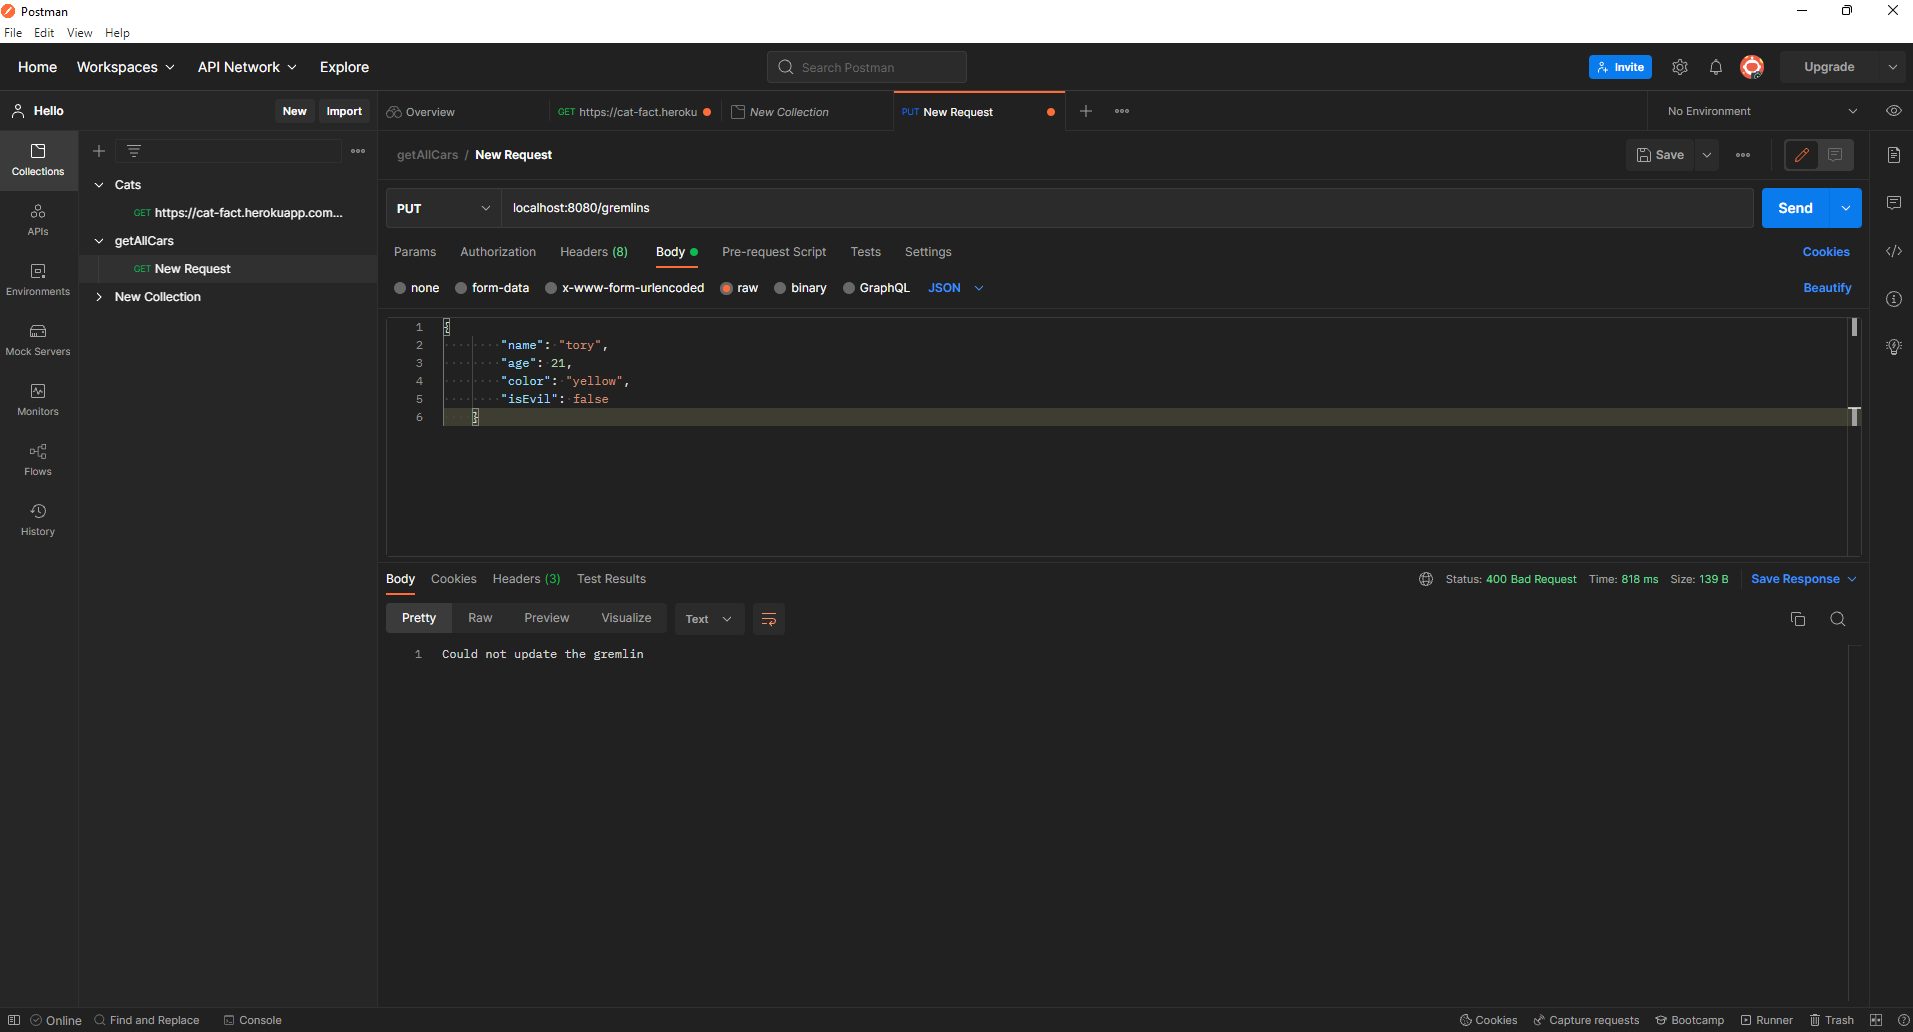 Postman
File Edit View Help
Home Workspaces API Network Explore Search Postman Invite Upgrade
Hello New Import Overview GET https://cat-fact.heroku New Collection PUT New Request No Environment
Collections
APIs
Environments
Mock Servers
Monitors
Flows
History
Cats
GET https://cat-fact.herokuapp.com...
getAllCars
GET New Request
New Collection
getAllCars / New Request Save
PUT localhost:8080/gremlins Send
Params Authorization Headers (8) Body Pre-request Script Tests Settings Cookies
none form-data x-www-form-urlencoded raw binary GraphQL JSON Beautify
1 {
2 "name": "tory",
3 "age": 21,
4 "color": "yellow",
5 "isEvil": false
6 }
Body Cookies Headers (3) Test Results Status: 400 Bad Request Time: 818 ms Size: 139 B Save Response
Pretty Raw Preview Visualize Text
1 Could not update the gremlin
Online Find and Replace Console Cookies Capture requests Bootcamp Runner Trash